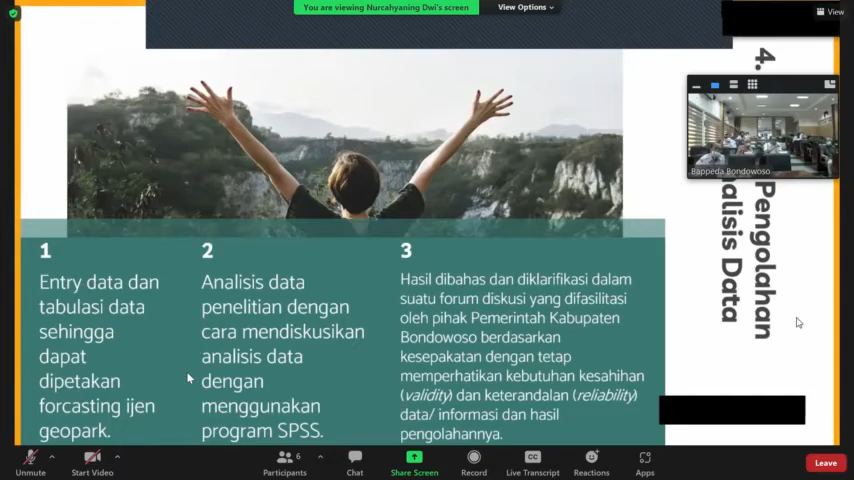 You are viewing Nurcahyaning Dwi's screen
View Options
View
4. Pengolahan
Analisis Data
Bappeda Bondowoso
1
Entry data dan
tabulasi data
sehingga
dapat
dipetakan
forcasting ijen
geopark.
2
Analisis data
penelitian dengan
cara mendiskusikan
analisis data
dengan
menggunakan
program SPSS.
3
Hasil dibahas dan diklarifikasi dalam
suatu forum diskusi yang difasilitasi
oleh pihak Pemerintah Kabupaten
Bondowoso berdasarkan
kesepakatan dengan tetap
memperhatikan kebutuhan kesahihan
(validity) dan keterandalan (reliability)
data/ informasi dan hasil
pengolahannya.
Unmute
Start Video
6
Participants
Chat
Share Screen
Record
CC
Live Transcript
Reactions
Apps
Leave